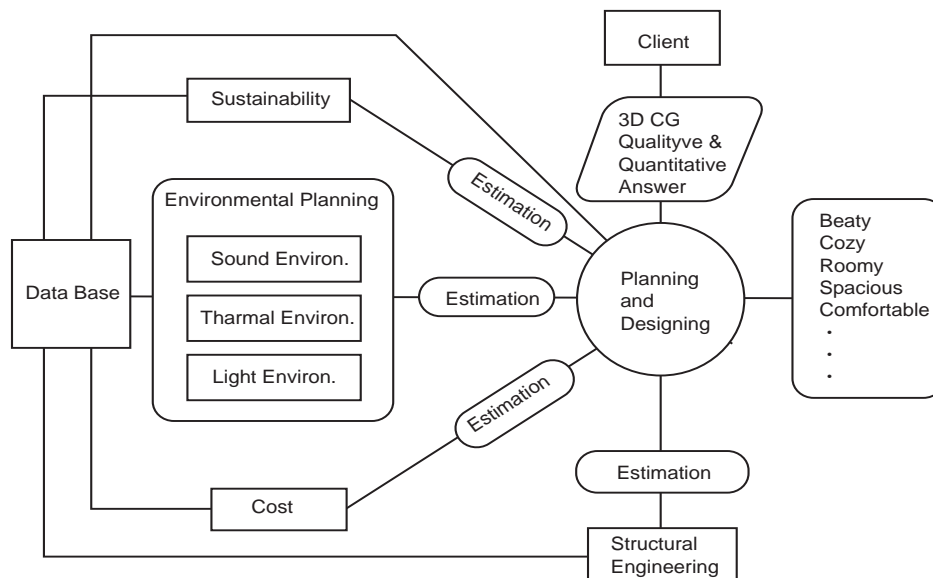 Client
3D CG
Qualityve &
Quantitative
Answer
Sustainability
Estimation
Environmental Planning
Sound Environ.
Tharmal Environ.
Light Environ.
Data Base
Estimation
Planning
and
Designing
Beaty
Cozy
Roomy
Spacious
Comfortable
.
.
.
Estimation
Cost
Estimation
Structural
Engineering